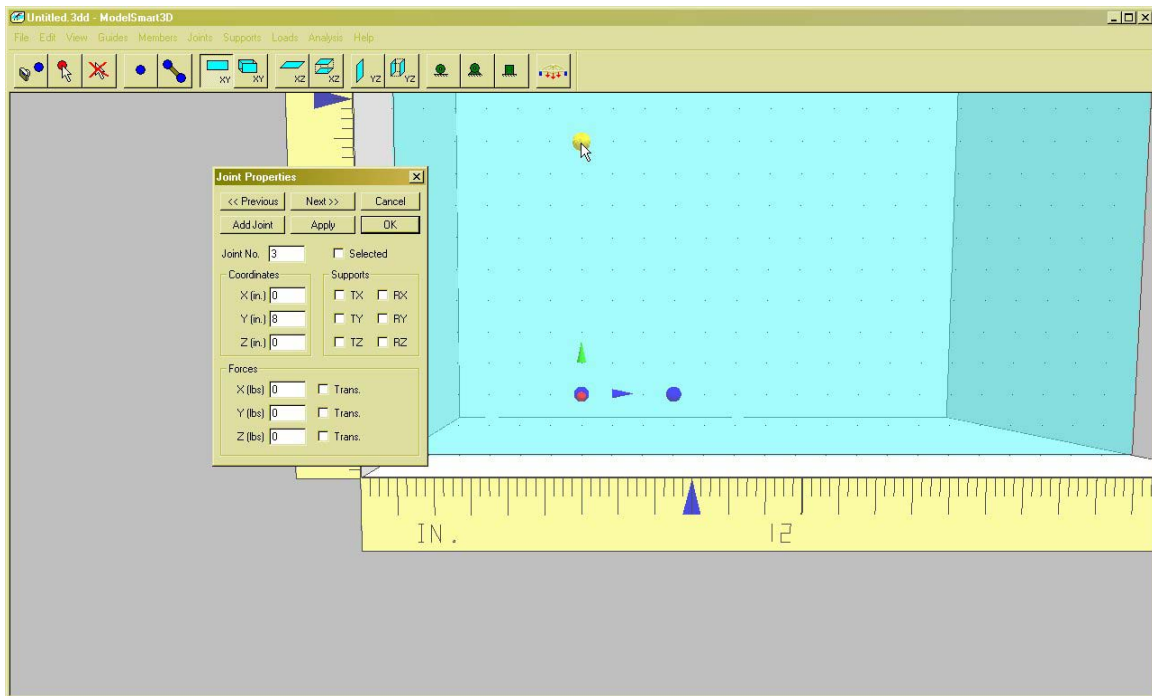 Untitled.3dd - ModelSmart3D
File Edit View Guides Members Joints Supports Loads Analysis Help
XY XY XZ XZ YZ YZ
Joint Properties
<< Previous Next >> Cancel
Add Joint Apply OK
Joint No. 3 Selected
Coordinates Supports
X (in.) 0 TX RX
Y (in.) 8 TY RY
Z (in.) 0 TZ RZ
Forces
X (lbs) 0 Trans.
Y (lbs) 0 Trans.
Z (lbs) 0 Trans.
IN. 12